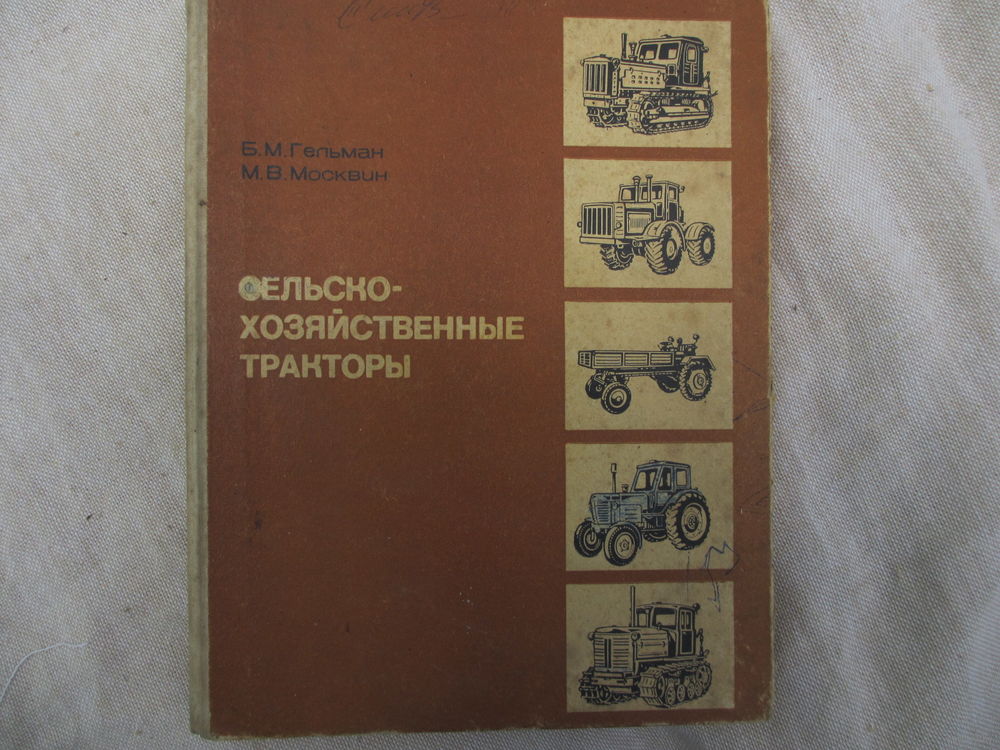 Б.М.Гельман
М.В.Москвин
СЕЛЬСКО-
ХОЗЯЙСТВЕННЫЕ
ТРАКТОРЫ